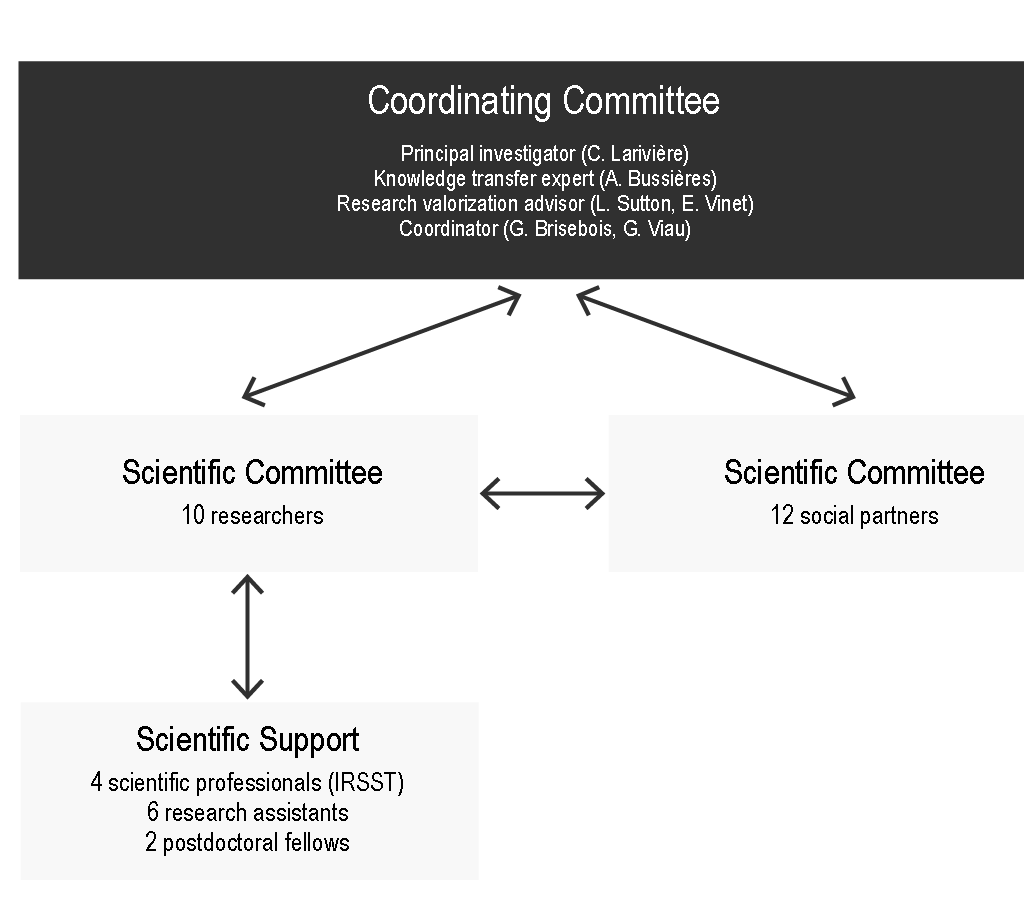 Coordinating Committee
Principal investigator (C. Larivière)
Knowledge transfer expert (A. Bussières)
Research valorization advisor (L. Sutton, E. Vinet)
Coordinator (G. Brisebois, G. Viau)
Scientific Committee
10 researchers
Scientific Committee
12 social partners
Scientific Support
4 scientific professionals (IRSST)
6 research assistants
2 postdoctoral fellows